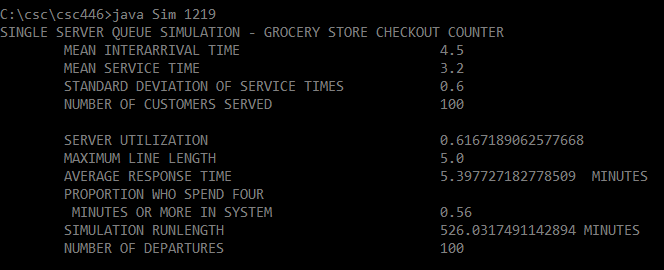 C:\csc\csc446>java Sim 1219
SINGLE SERVER QUEUE SIMULATION - GROCERY STORE CHECKOUT COUNTER
MEAN INTERARRIVAL TIME 4.5
MEAN SERVICE TIME 3.2
STANDARD DEVIATION OF SERVICE TIMES 0.6
NUMBER OF CUSTOMERS SERVED 100
SERVER UTILIZATION 0.6167189062577668
MAXIMUM LINE LENGTH 5.0
AVERAGE RESPONSE TIME 5.397727182778509 MINUTES
PROPORTION WHO SPEND FOUR
MINUTES OR MORE IN SYSTEM 0.56
SIMULATION RUNLENGTH 526.0317491142894 MINUTES
NUMBER OF DEPARTURES 100